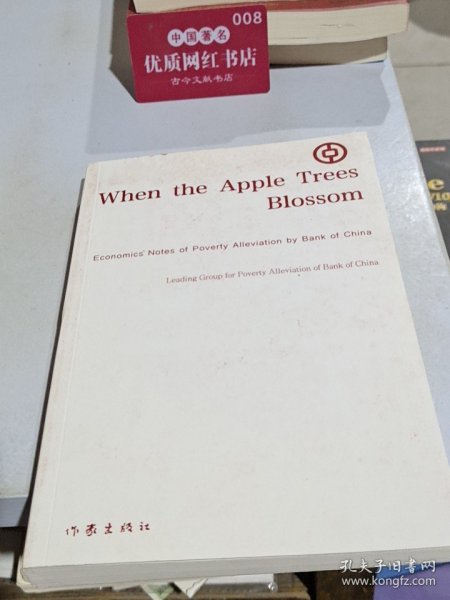 008
中国著名
优质网红书店
古今文献书店
When the Apple Trees
Blossom
Economics Notes of Poverty Alleviation by Bank of China
Leading Group for Poverty Alleviation of Bank of China
作家出版社
孔夫子旧书网
www.kongfz.com